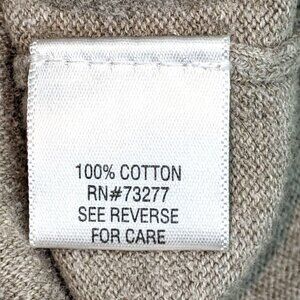 100% COTTON
RN#73277
SEE REVERSE
FOR CARE